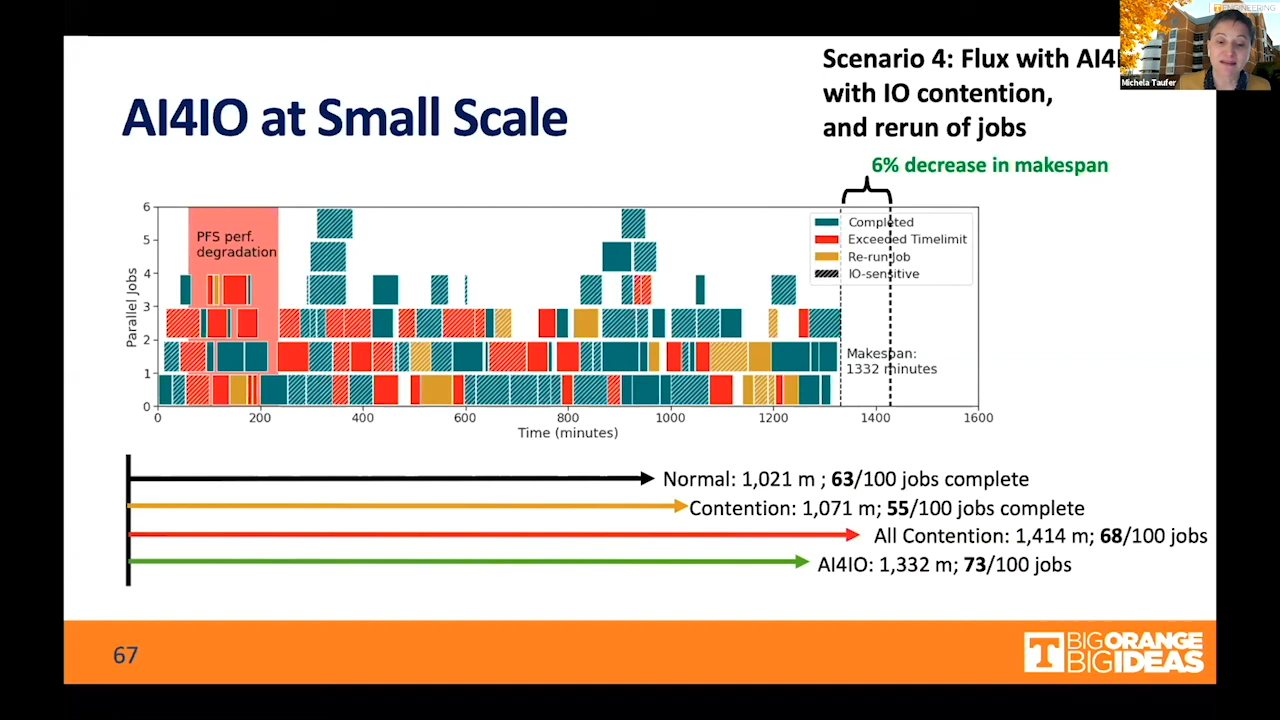 ENGINEERING
Michela Taufer
Scenario 4: Flux with AI4
with IO contention,
and rerun of jobs
AI4IO at Small Scale
6% decrease in makespan
6
5
4
3
2
1
0
Parallel Jobs
PFS perf.
degradation
Completed
Exceeded Timelimit
Re-run Job
IO-sensitive
Makespan:
1332 minutes
0 200 400 600 800 1000 1200 1400 1600
Time (minutes)
Normal: 1,021 m ; 63/100 jobs complete
Contention: 1,071 m; 55/100 jobs complete
All Contention: 1,414 m; 68/100 jobs
AI4IO: 1,332 m; 73/100 jobs
67
T BIG ORANGE
BIG IDEAS